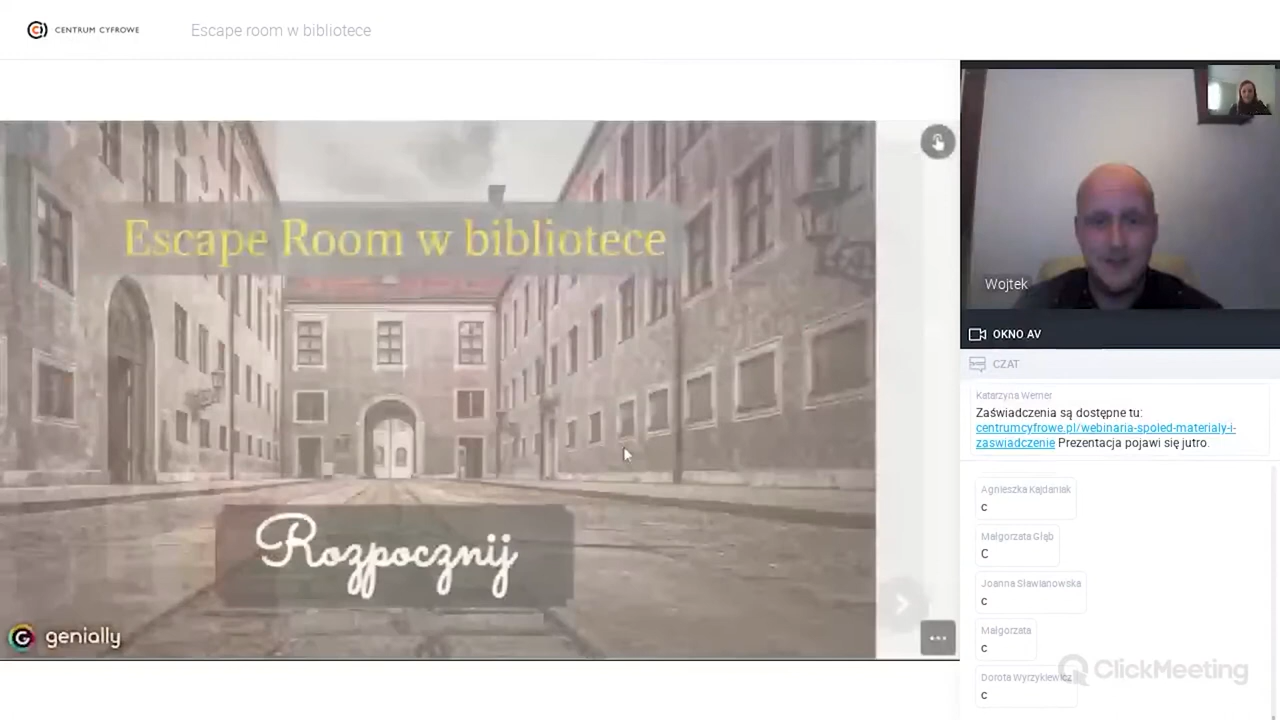 CENTRUM CYFROWE
Escape room w bibliotece
Escape Room w bibliotece
Rozpocznij
genially
Wojtek
OKNO AV
CZAT
Katarzyna Werner
Zaświadczenia są dostępne tu:
centrumcyfrowe.pl/webinaria-spoled-materialy-i-
zaswiadczenie Prezentacja pojawi się jutro.
Agnieszka Kajdaniak
c
Małgorzata Głąb
C
Joanna Sławianowska
c
Małgorzata
c
Dorota Wyrzykiewicz
c
ClickMeeting